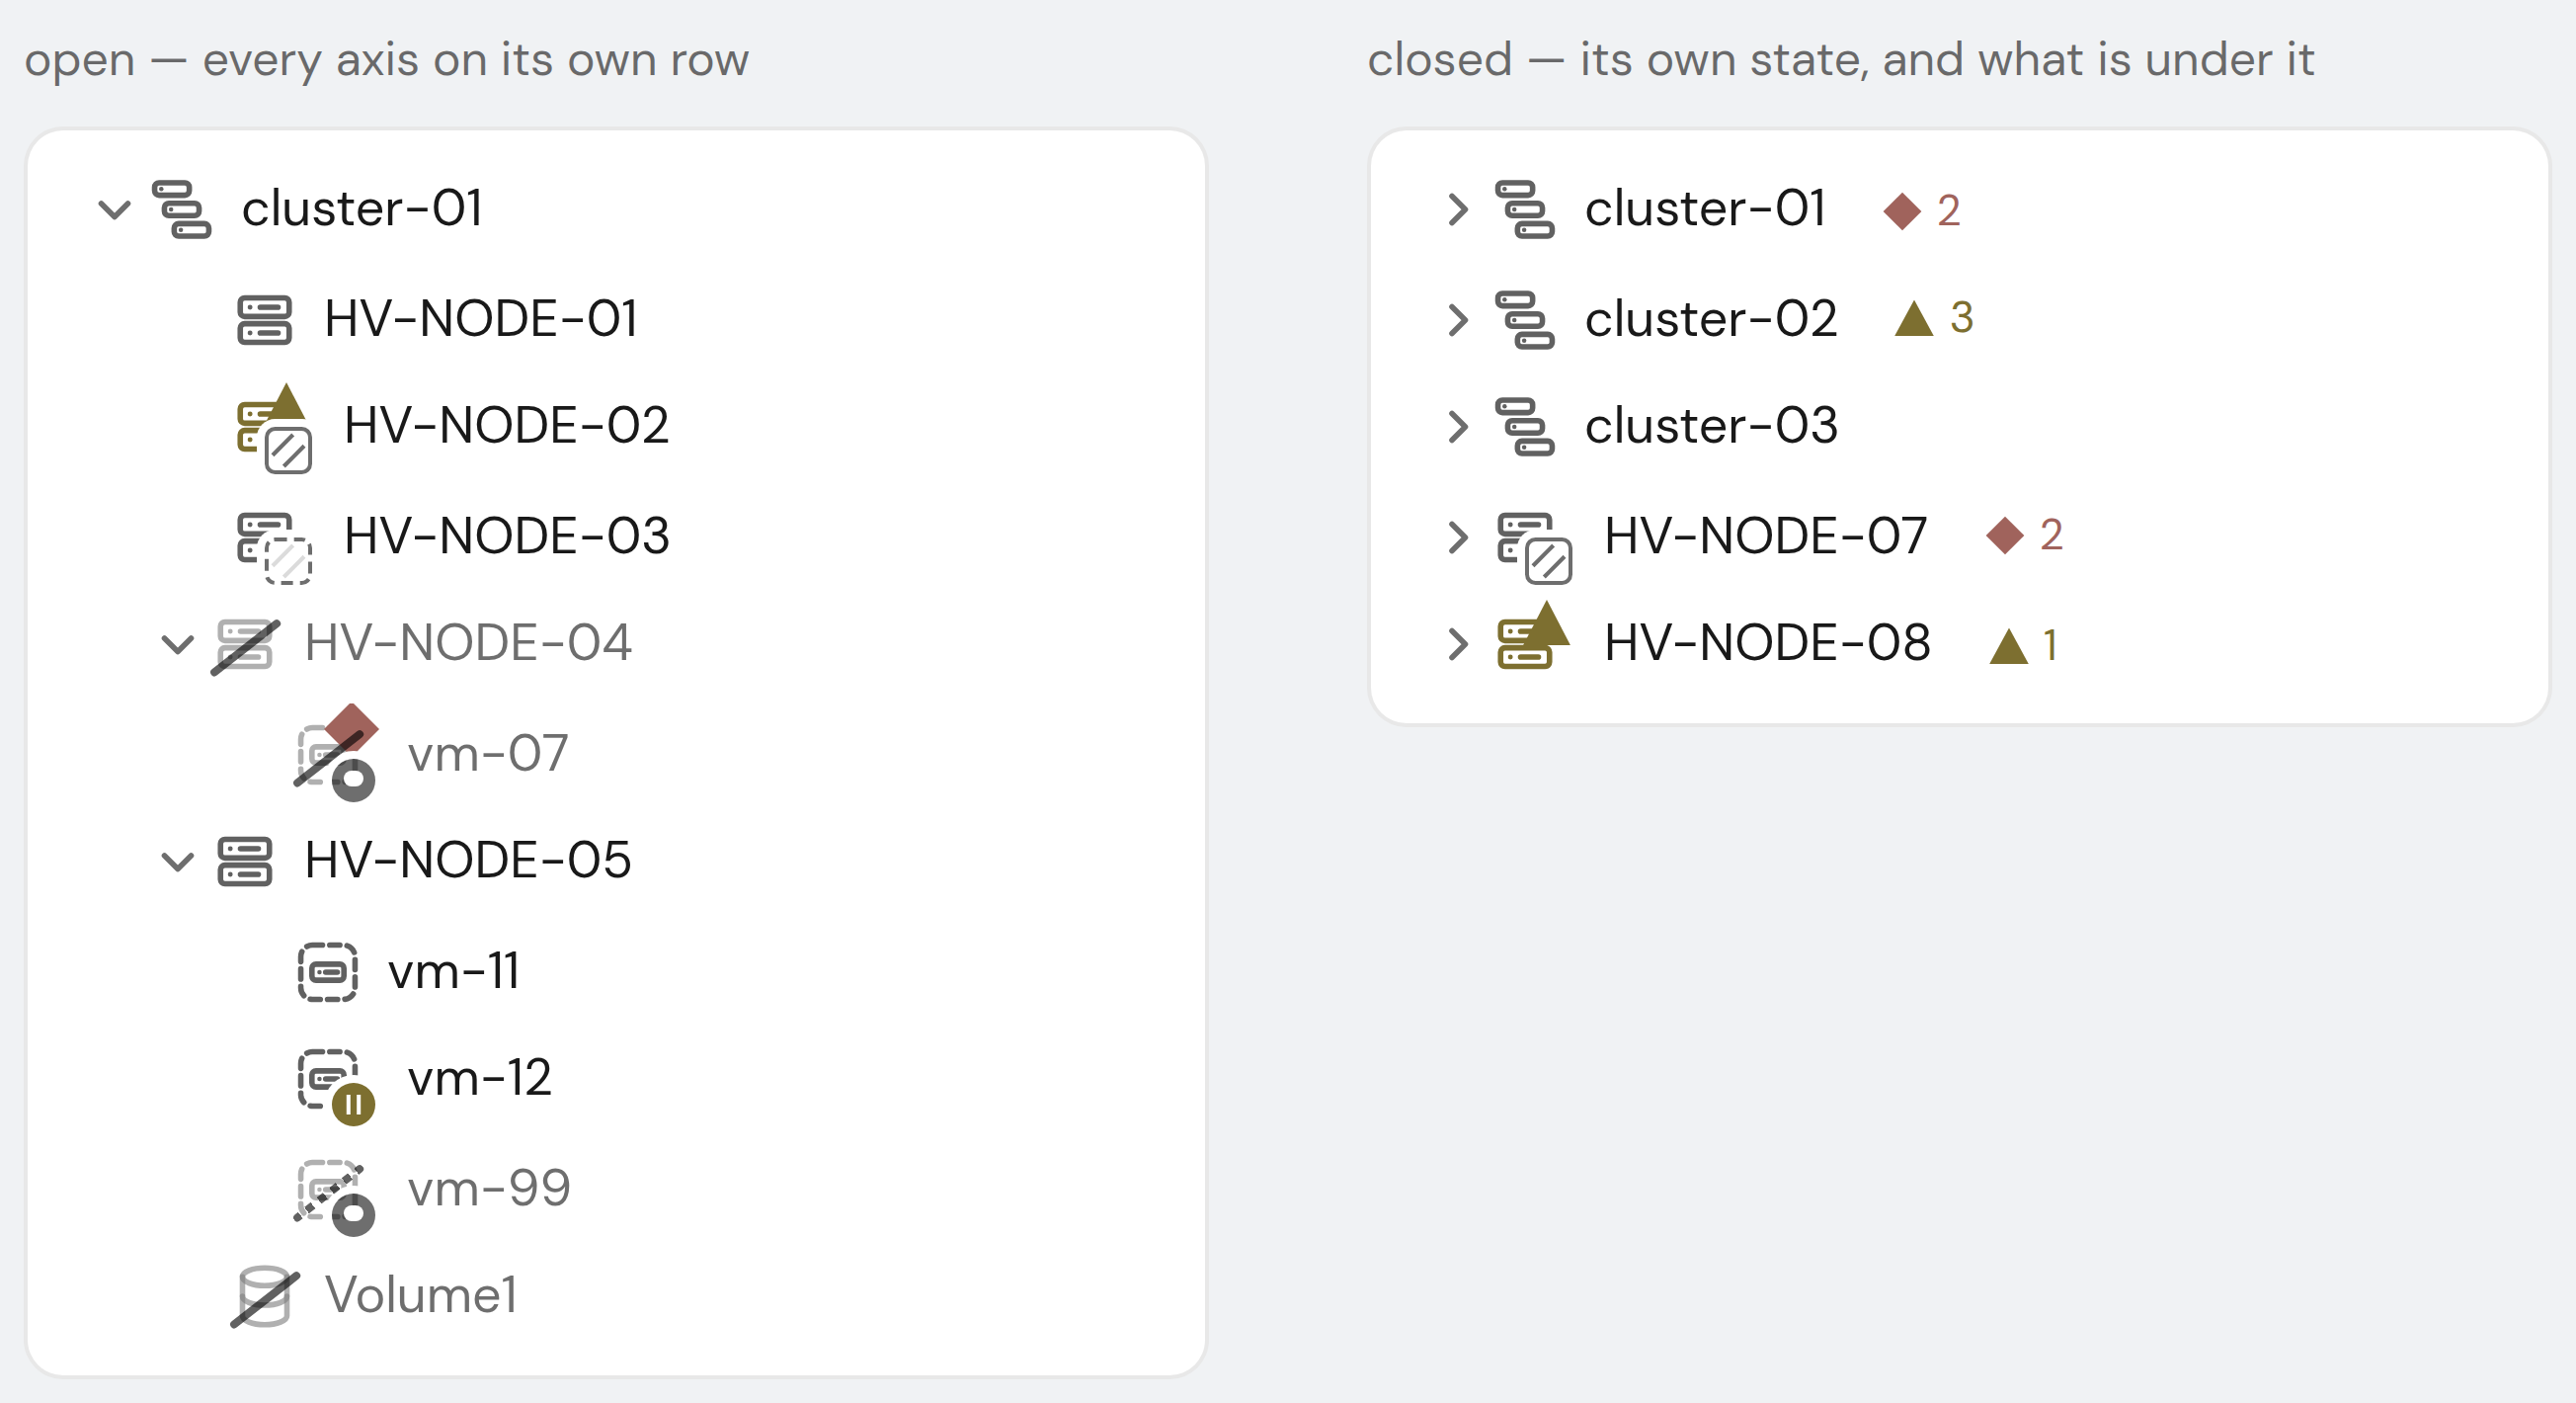 open — every axis on its own row
cluster-01
HV-NODE-01
HV-NODE-02
HV-NODE-03
HV-NODE-04
vm-07
HV-NODE-05
vm-11
vm-12
vm-99
Volume1
closed — its own state, and what is under it
cluster-01 2
cluster-02 3
cluster-03
HV-NODE-07 2
HV-NODE-08 1